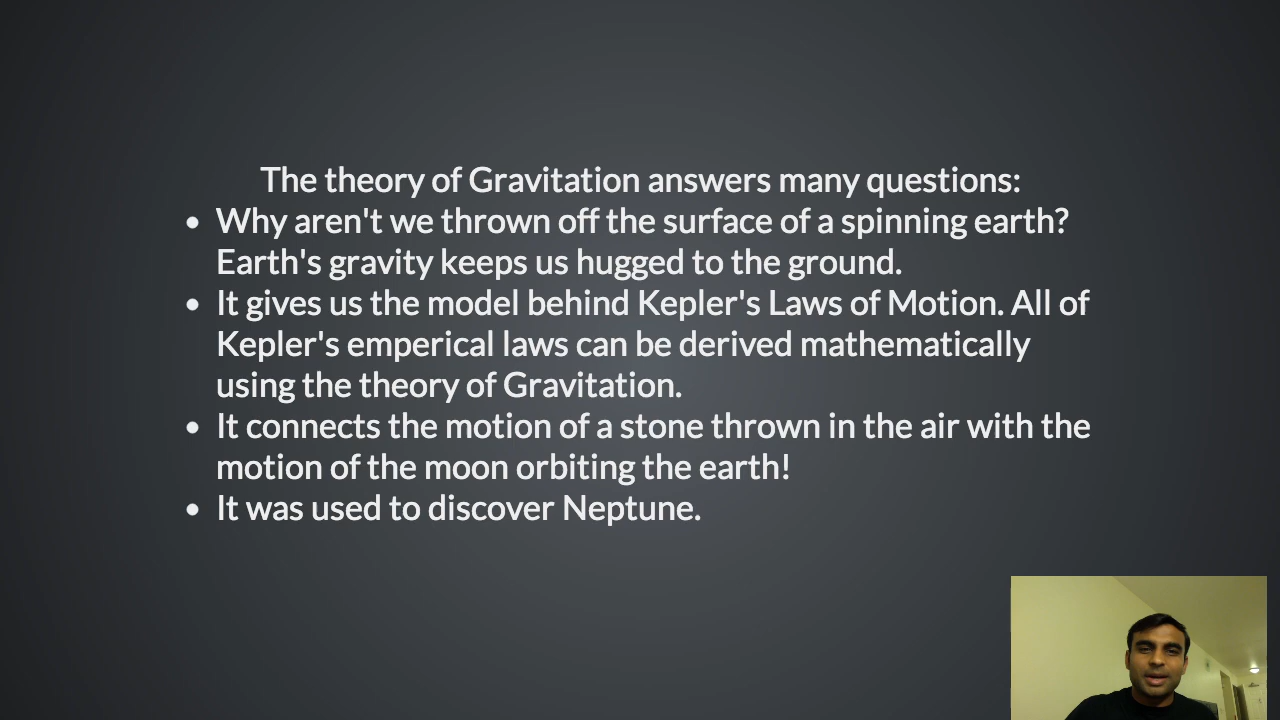 The theory of Gravitation answers many questions:
• Why aren't we thrown off the surface of a spinning earth?
Earth's gravity keeps us hugged to the ground.
• It gives us the model behind Kepler's Laws of Motion. All of
Kepler's emperical laws can be derived mathematically
using the theory of Gravitation.
• It connects the motion of a stone thrown in the air with the
motion of the moon orbiting the earth!
• It was used to discover Neptune.